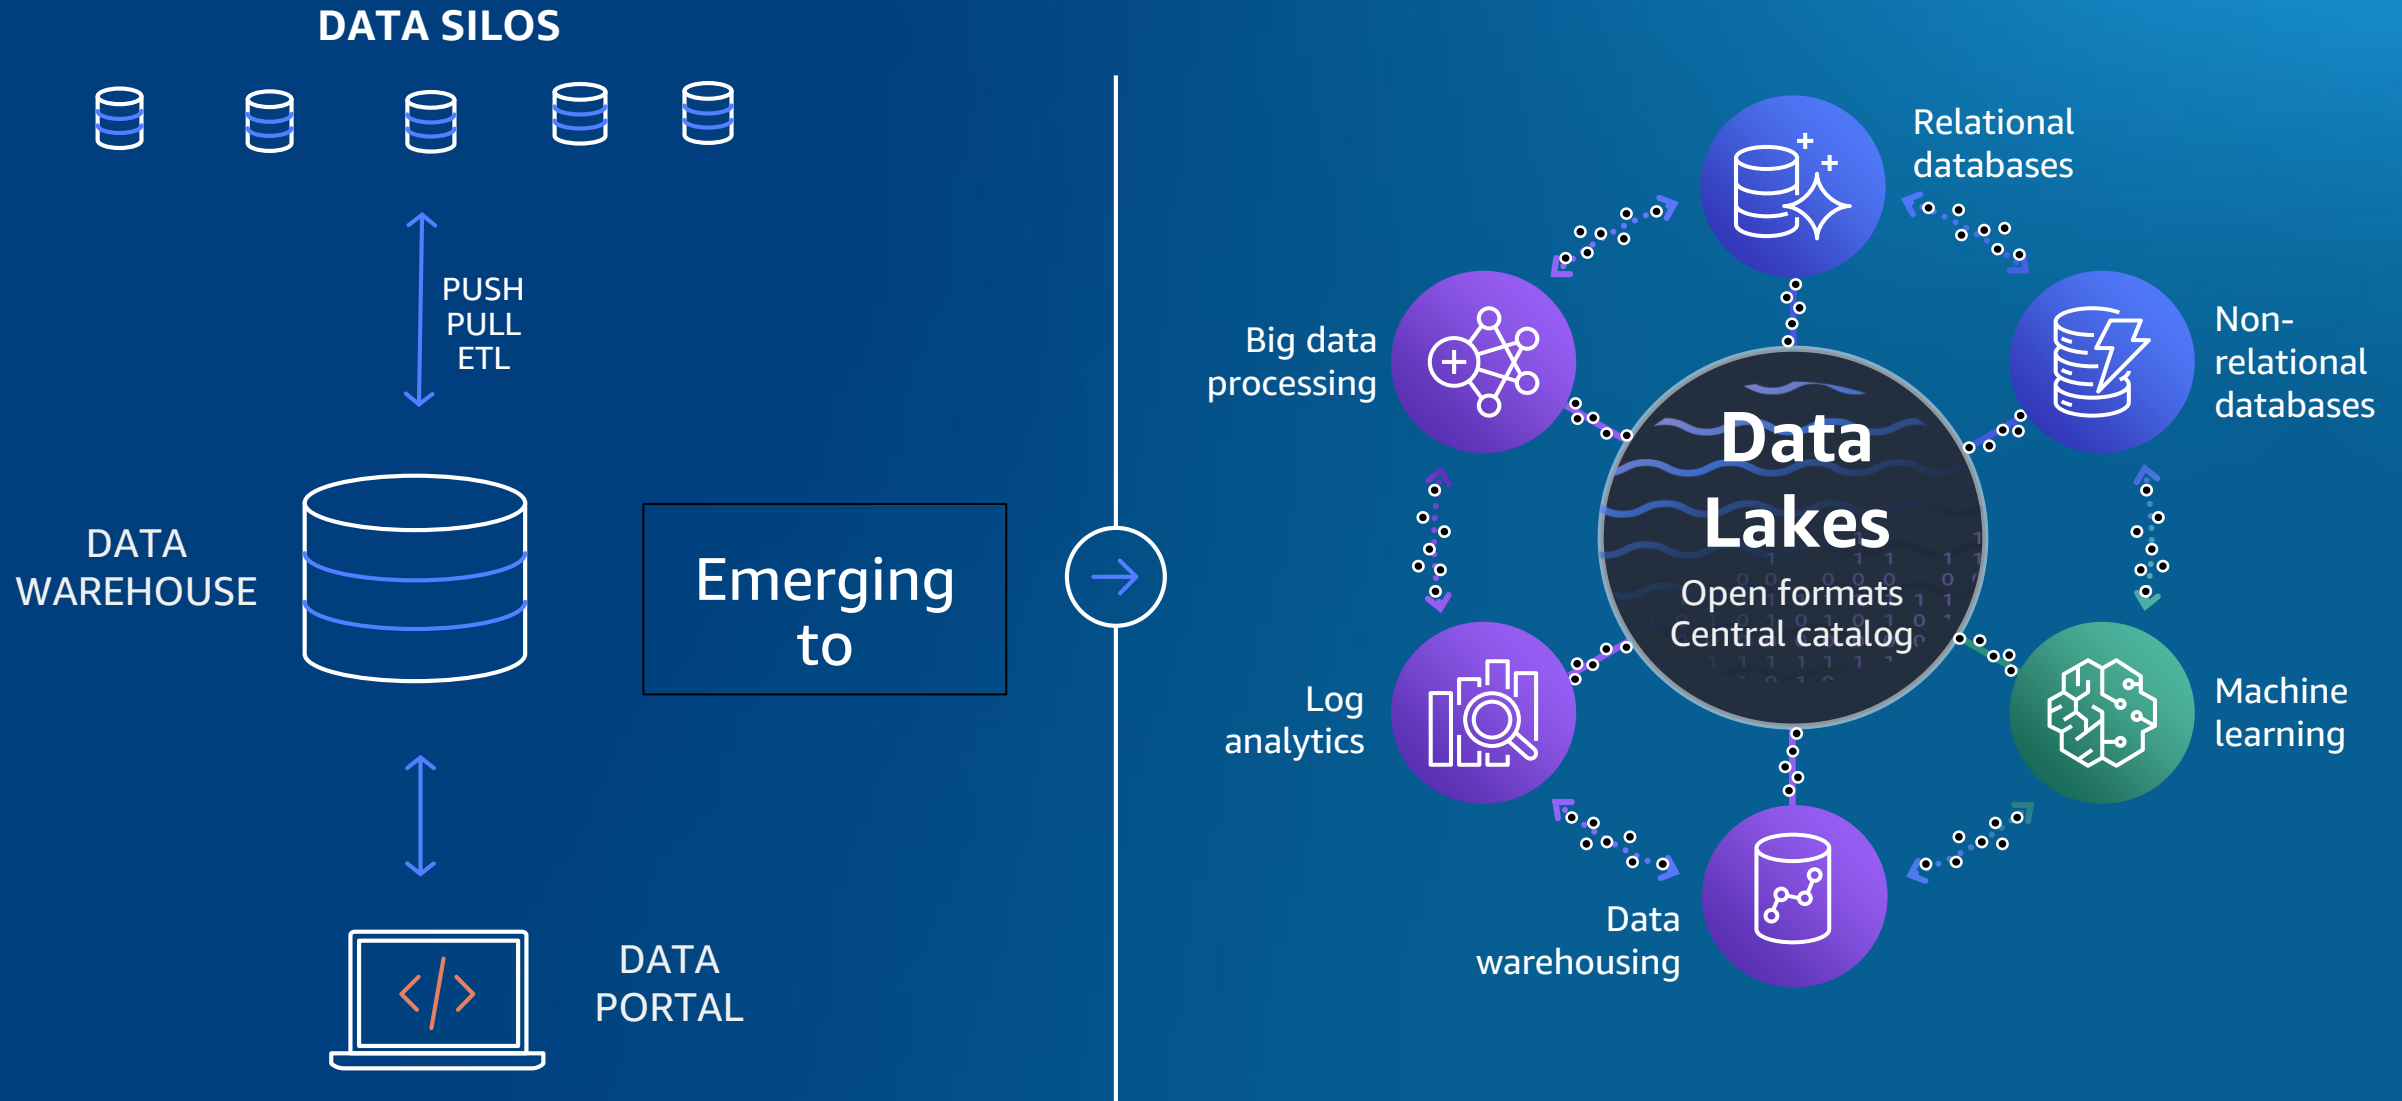 DATA SILOS
PUSH
PULL
ETL
DATA
WAREHOUSE
DATA
PORTAL
Emerging
to
Relational
databases
Non-
relational
databases
Machine
learning
Data
warehousing
Log
analytics
Big data
processing
Data
Lakes
Open formats
Central catalog